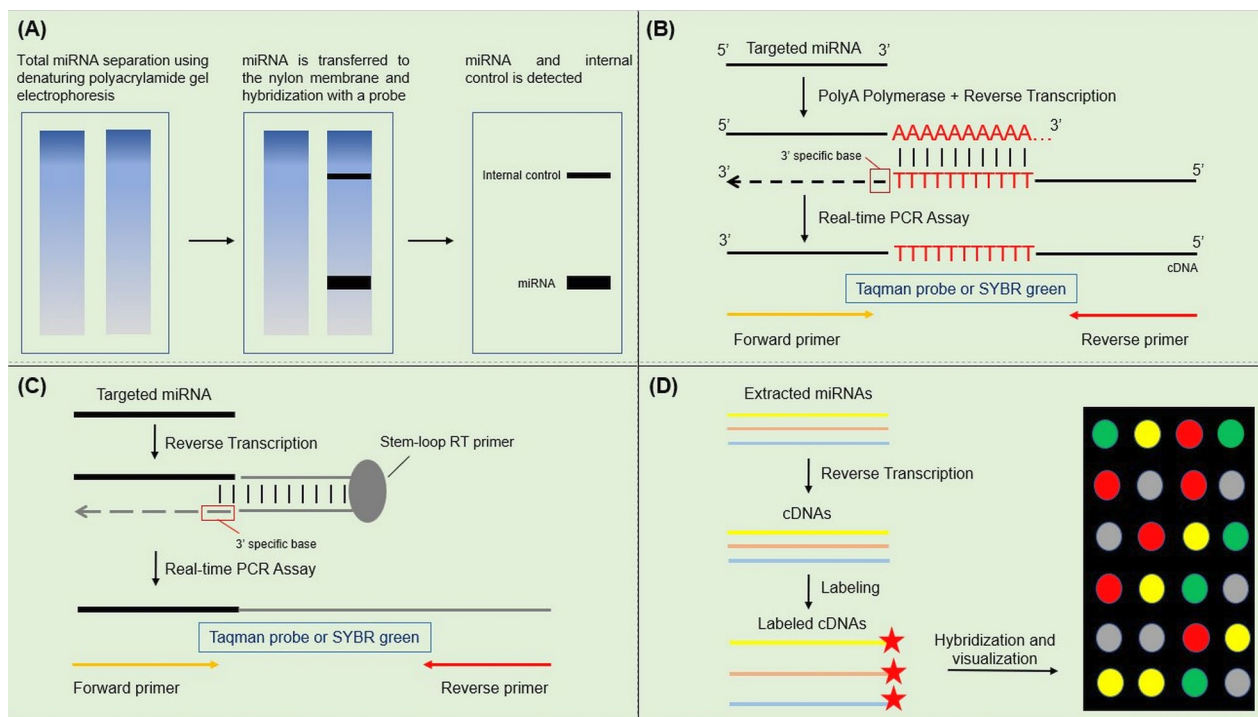 (A)
Total miRNA separation using
denaturing polyacrylamide gel
electrophoresis
miRNA is transferred to
the nylon membrane and
hybridization with a probe
miRNA and internal
control is detected
Internal control
miRNA
(B)
5’ Targeted miRNA 3’
PolyA Polymerase + Reverse Transcription
5’ AAAAAAAAAA... 3’
3’ specific base
3’ TTTTTTTTTTT 5’
Real-time PCR Assay
3’ TTTTTTTTTTT 5’
cDNA
Taqman probe or SYBR green
Forward primer Reverse primer
(C)
Targeted miRNA
Reverse Transcription
Stem-loop RT primer
3’ specific base
Real-time PCR Assay
Taqman probe or SYBR green
Forward primer Reverse primer
(D)
Extracted miRNAs
Reverse Transcription
cDNAs
Labeling
Labeled cDNAs
Hybridization and
visualization